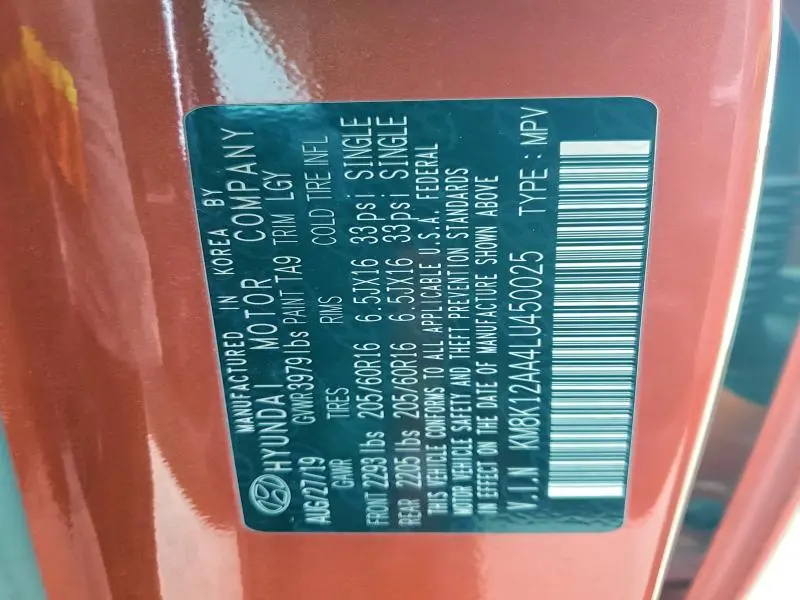 MANUFACTURED IN KOREA BY
HYUNDAI MOTOR COMPANY
AUG/27/19 GVWR3979lbs PAINT TA9 TRIM LGY
GAWR TIRES RIMS COLD TIRE INFL
FRONT 2293 lbs 205/60R16 6.5JX16 33psi SINGLE
REAR 2205 lbs 205/60R16 6.5JX16 33psi SINGLE
THIS VEHICLE CONFORMS TO ALL APPLICABLE U.S.A. FEDERAL
MOTOR VEHICLE SAFETY AND THEFT PREVENTION STANDARDS
IN EFFECT ON THE DATE OF MANUFACTURE SHOWN ABOVE
V.I.N KM8K12AA4LU450025 TYPE : MPV